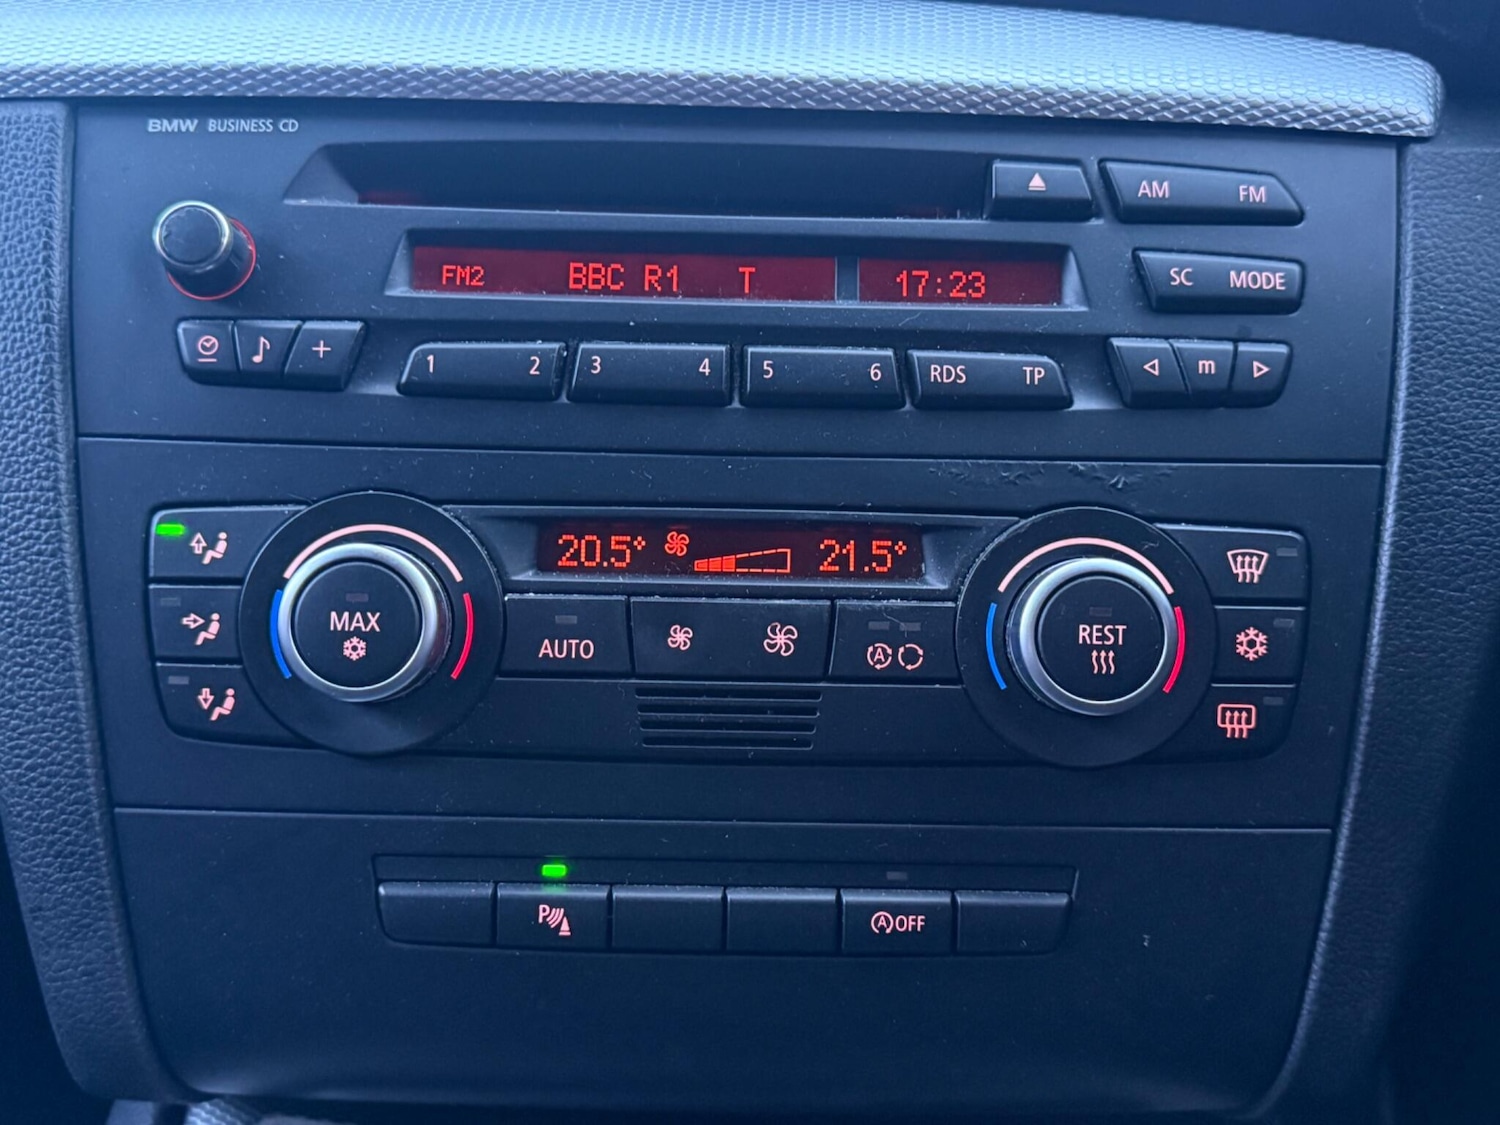 BMW BUSINESS CD
AM FM
FM2 BBC R1 T 17:23
SC MODE
+
1 2 3 4 5 6 RDS TP m
20.5° 21.5°
MAX
AUTO
A
REST
P
A OFF